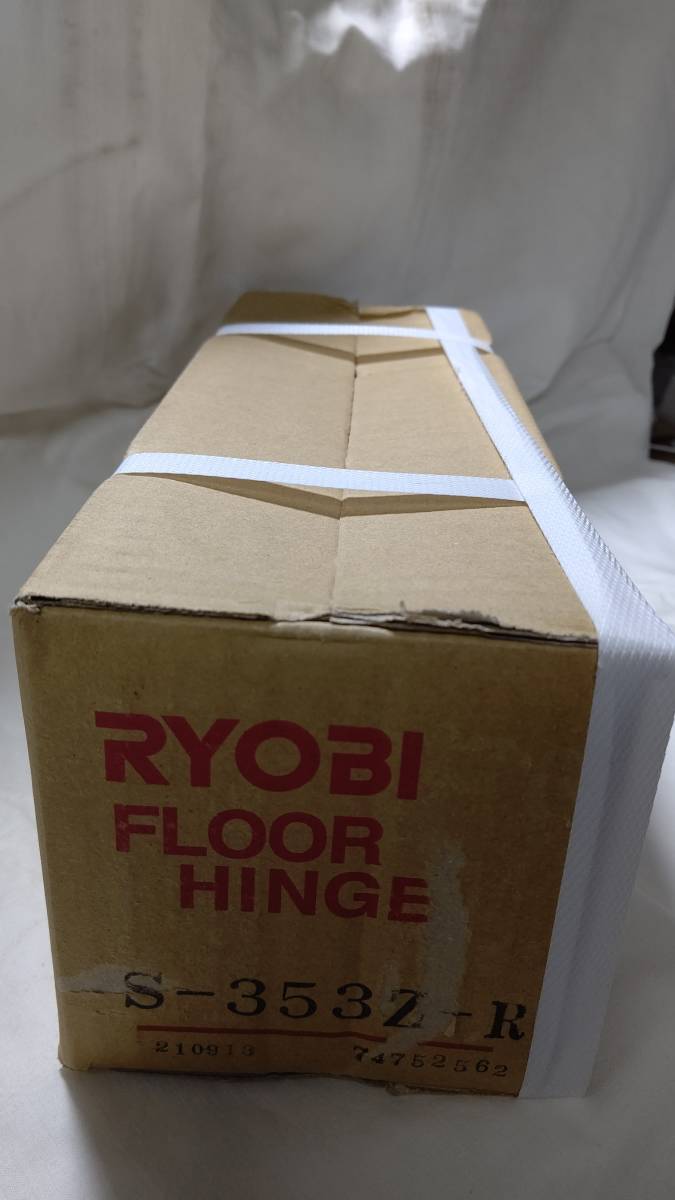 RYOBI
FLOOR
HINGE
S-353Z-R
210913 74752562